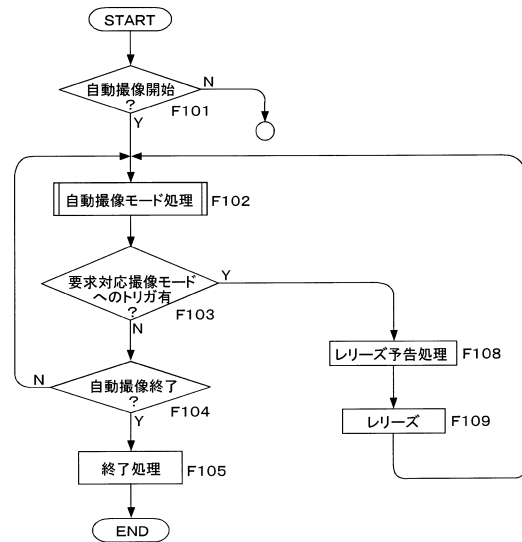 START
自動撮像開始
?
N
F101
Y
自動撮像モード処理
F102
要求対応撮像モード
へのトリガ有
?
Y
F103
N
レリーズ予告処理
F108
自動撮像終了
?
N
F104
Y
レリーズ
F109
終了処理
F105
END